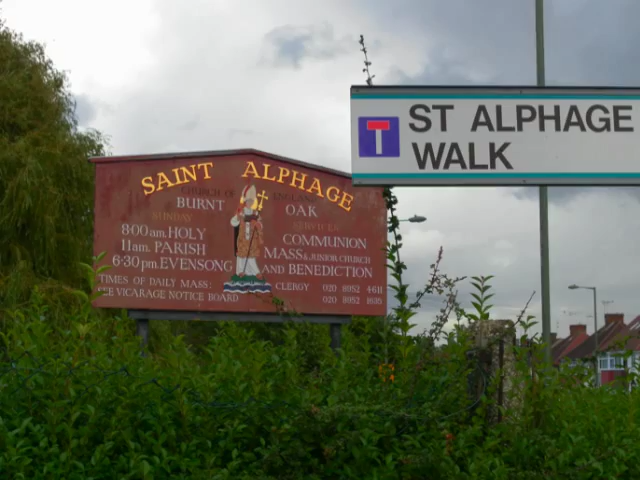 ST ALPHAGE
WALK
SAINT ALPHAGE
CHURCH OF ENGLAND
BURNT OAK
SUNDAY SERVICES
8·00am. HOLY COMMUNION
11am. PARISH MASS & JUNIOR CHURCH
6·30pm. EVENSONG AND BENEDICTION
TIMES OF DAILY MASS:
SEE VICARAGE NOTICE BOARD
CLERGY 020 8952 4611
020 8952